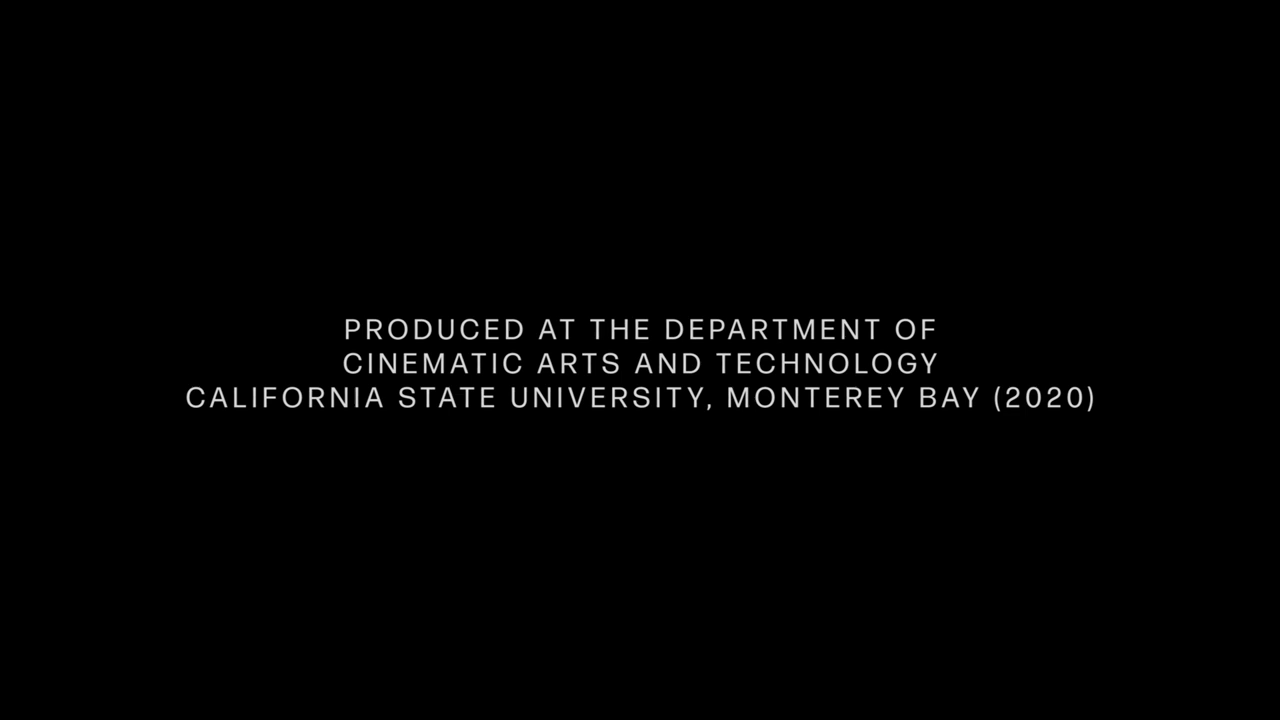 PRODUCED AT THE DEPARTMENT OF
CINEMATIC ARTS AND TECHNOLOGY
CALIFORNIA STATE UNIVERSITY, MONTEREY BAY (2020)